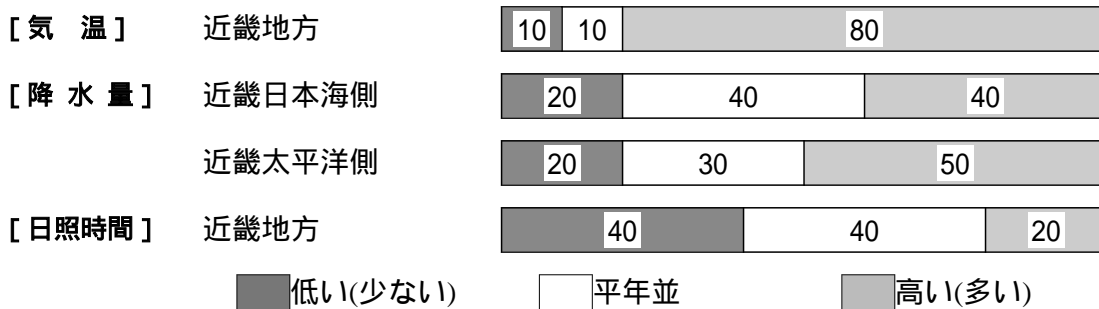 [気 温] 近畿地方 10 10 80
[降 水 量] 近畿日本海側 20 40 40
近畿太平洋側 20 30 50
[日照時間] 近畿地方 40 40 20
低い(少ない) 平年並 高い(多い)